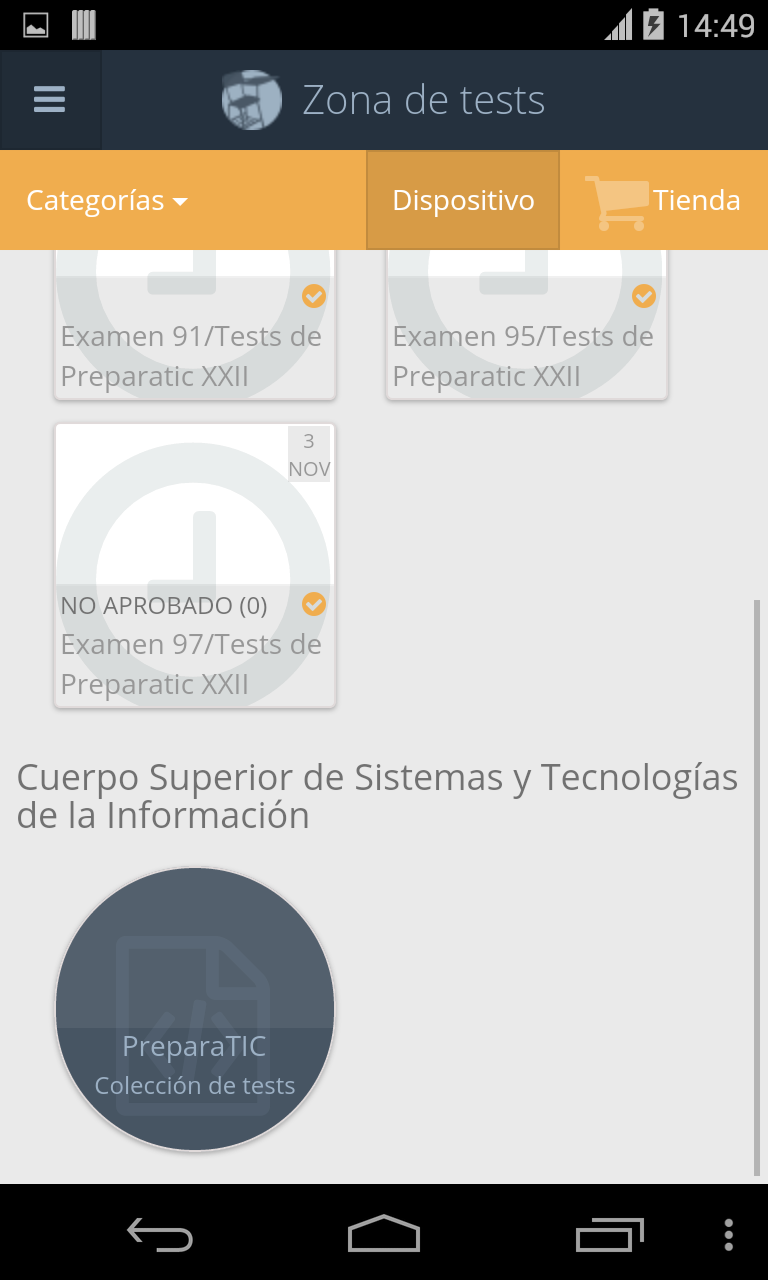 14:49
Zona de tests
Categorías
Dispositivo
Tienda
Examen 91/Tests de
Preparatic XXII
Examen 95/Tests de
Preparatic XXII
3
NOV
NO APROBADO (0)
Examen 97/Tests de
Preparatic XXII
Cuerpo Superior de Sistemas y Tecnologías
de la Información
PreparaTIC
Colección de tests